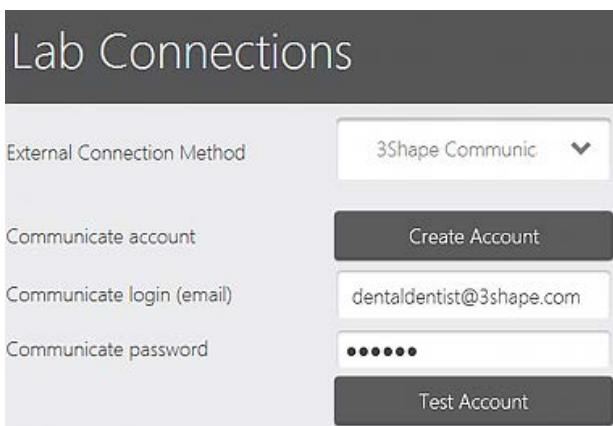 Lab Connections
External Connection Method 3Shape Communic
Communicate account Create Account
Communicate login (email) dentaldentist@3shape.com
Communicate password ●●●●●●
Test Account